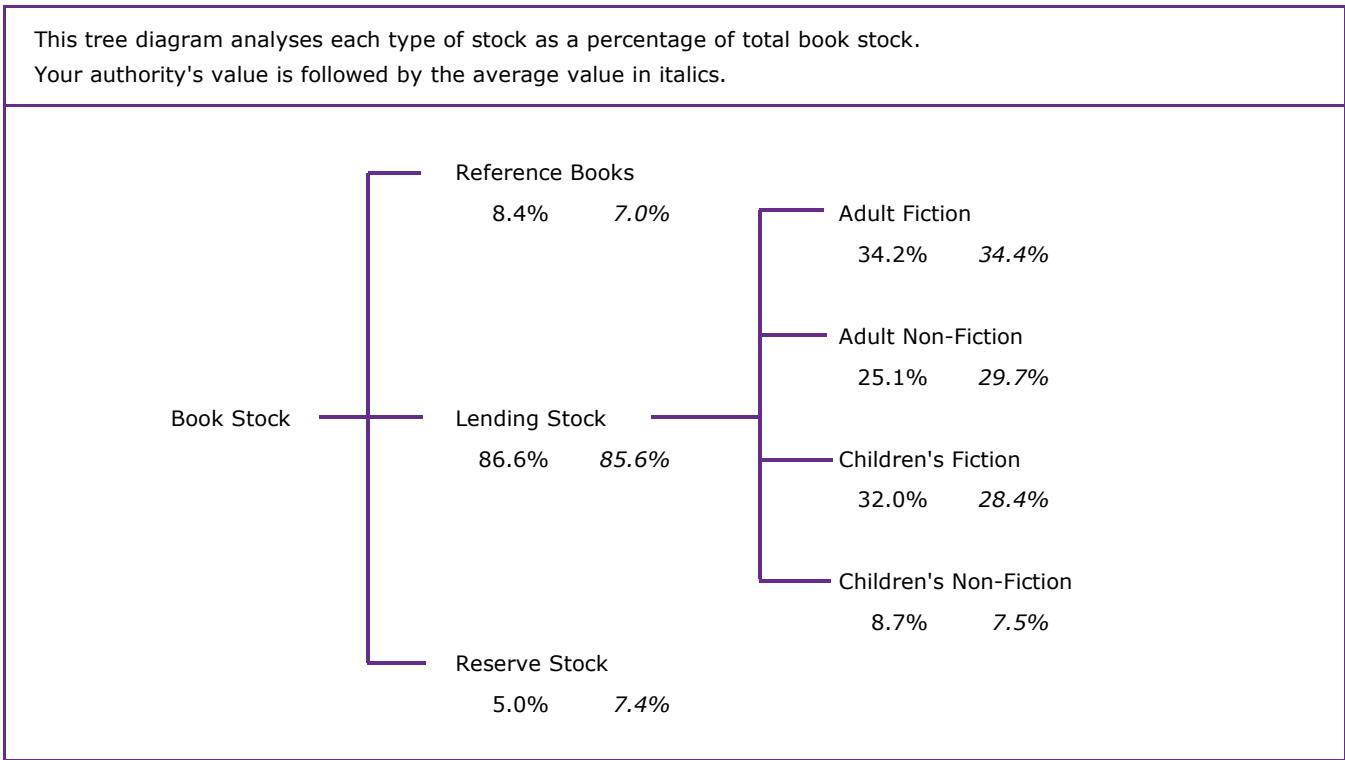 This tree diagram analyses each type of stock as a percentage of total book stock.
Your authority's value is followed by the average value in italics.
Reference Books
8.4% 7.0%
Adult Fiction
34.2% 34.4%
Adult Non-Fiction
25.1% 29.7%
Book Stock
Lending Stock
86.6% 85.6%
Children's Fiction
32.0% 28.4%
Children's Non-Fiction
8.7% 7.5%
Reserve Stock
5.0% 7.4%